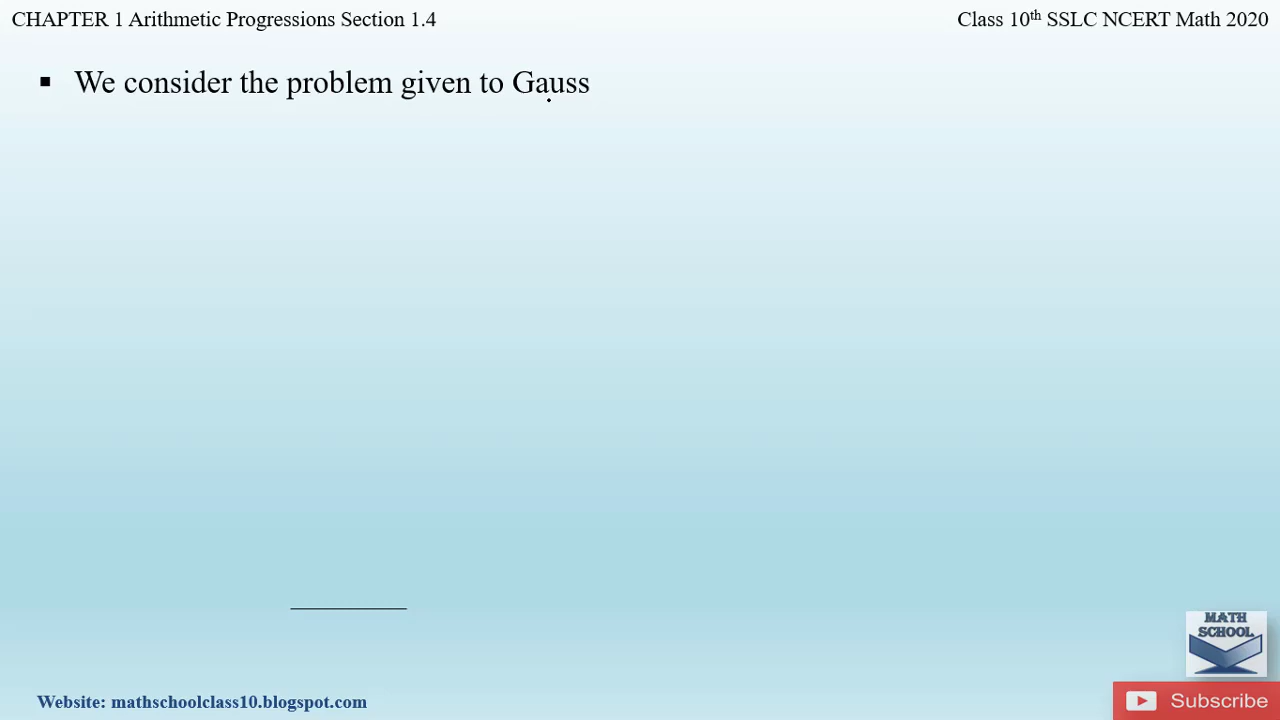 CHAPTER 1 Arithmetic Progressions Section 1.4
Class 10th SSLC NCERT Math 2020
▪ We consider the problem given to Gauss
MATH
SCHOOL
Website: mathschoolclass10.blogspot.com
Subscribe